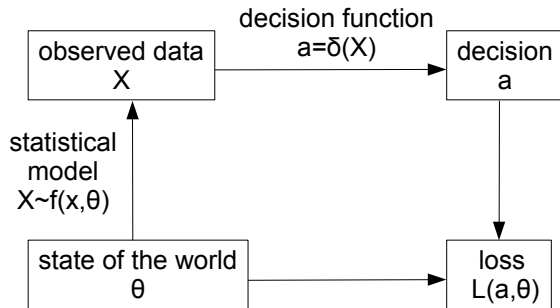 decision function
a=δ(X)
observed data
X
decision
a
statistical
model
X~f(x,θ)
state of the world
θ
loss
L(a,θ)